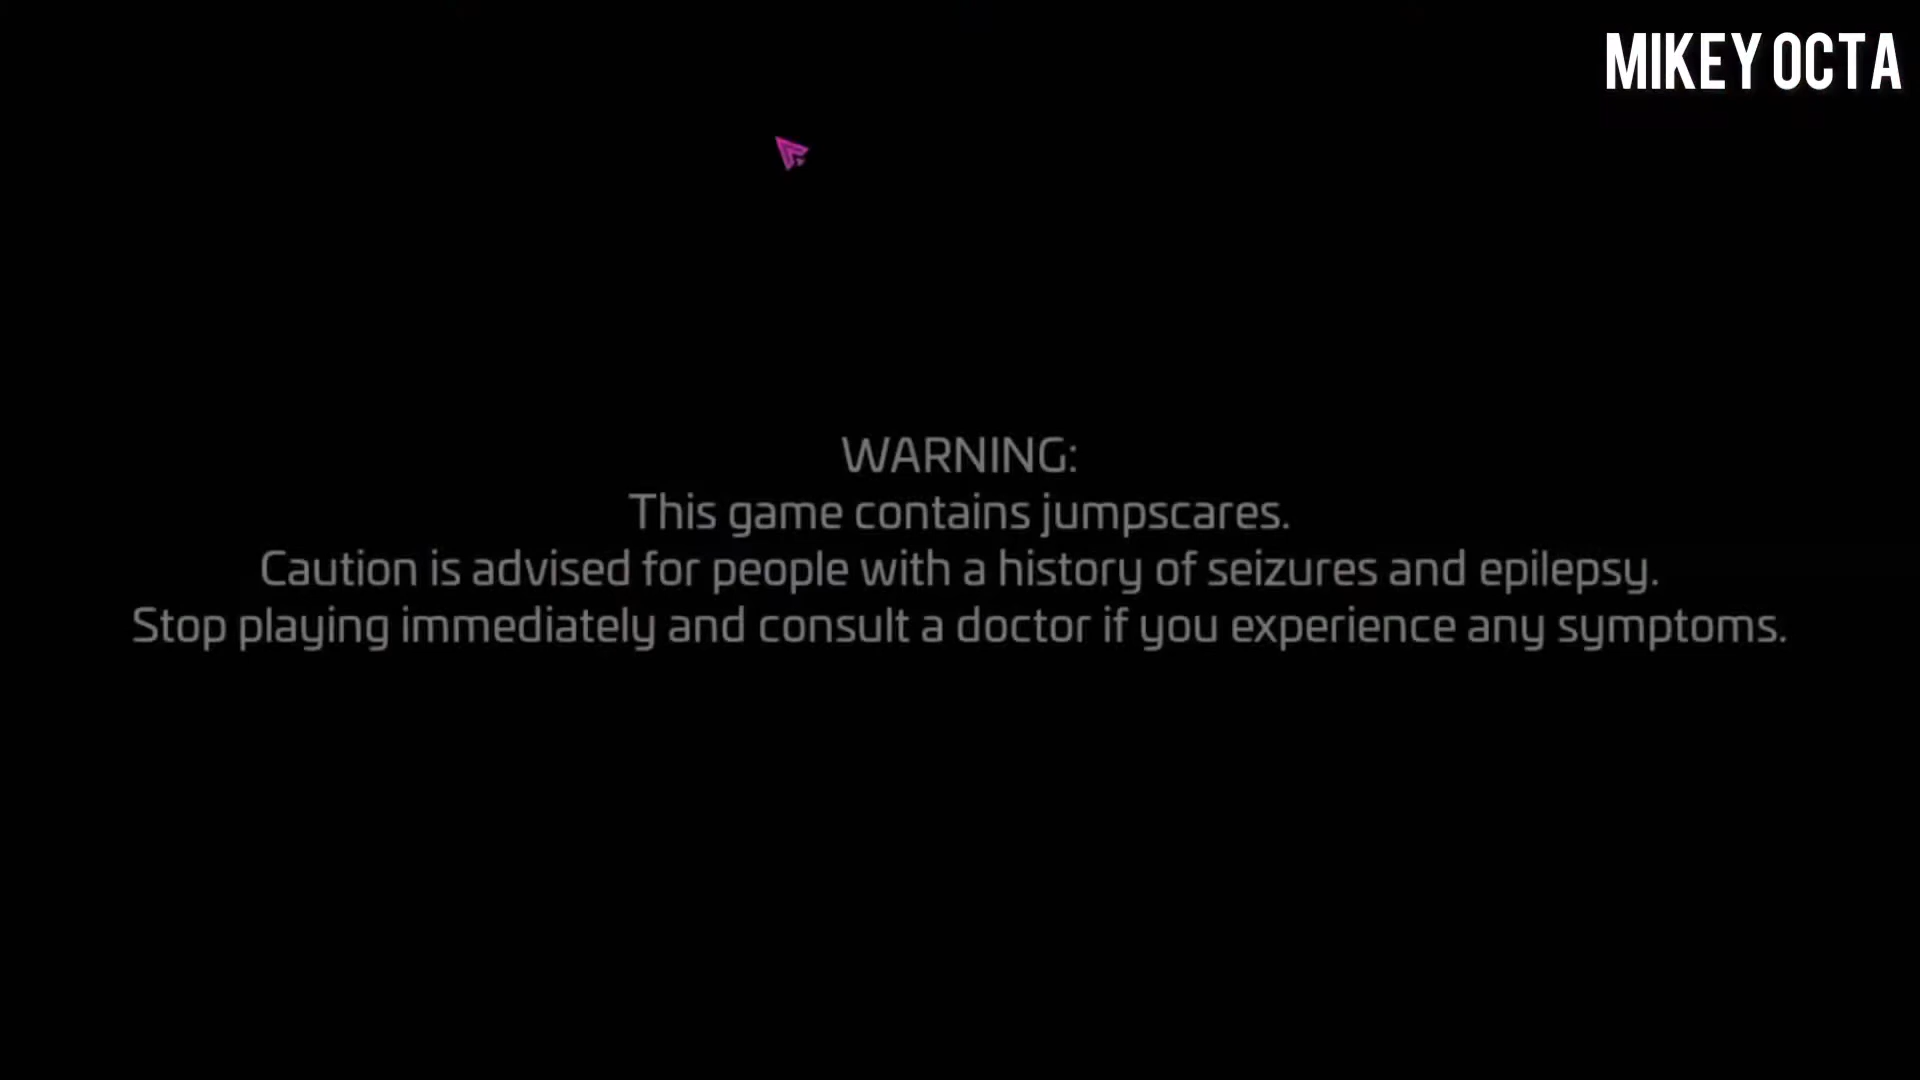 MIKEY OCTA
WARNING:
This game contains jumpscares.
Caution is advised for people with a history of seizures and epilepsy.
Stop playing immediately and consult a doctor if you experience any symptoms.